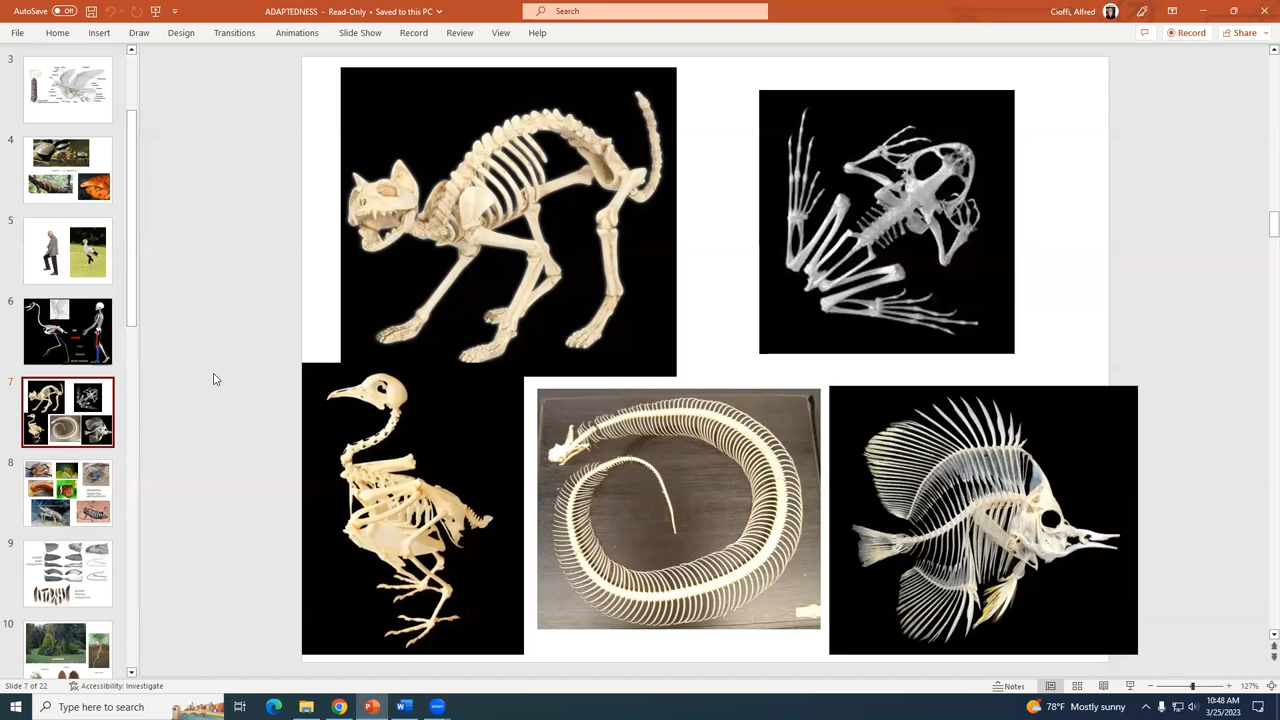 AutoSave Off
ADAPTEDNESS - Read-Only • Saved to this PC
Search
Cioffi, Alfred
File Home Insert Draw Design Transitions Animations Slide Show Record Review View Help
Record Share
3
4
5
6
7
8
9
10
Slide 7 of 22 Accessibility: Investigate
Notes
127%
Type here to search
zoom
78°F Mostly sunny
10:48 AM
3/25/2023